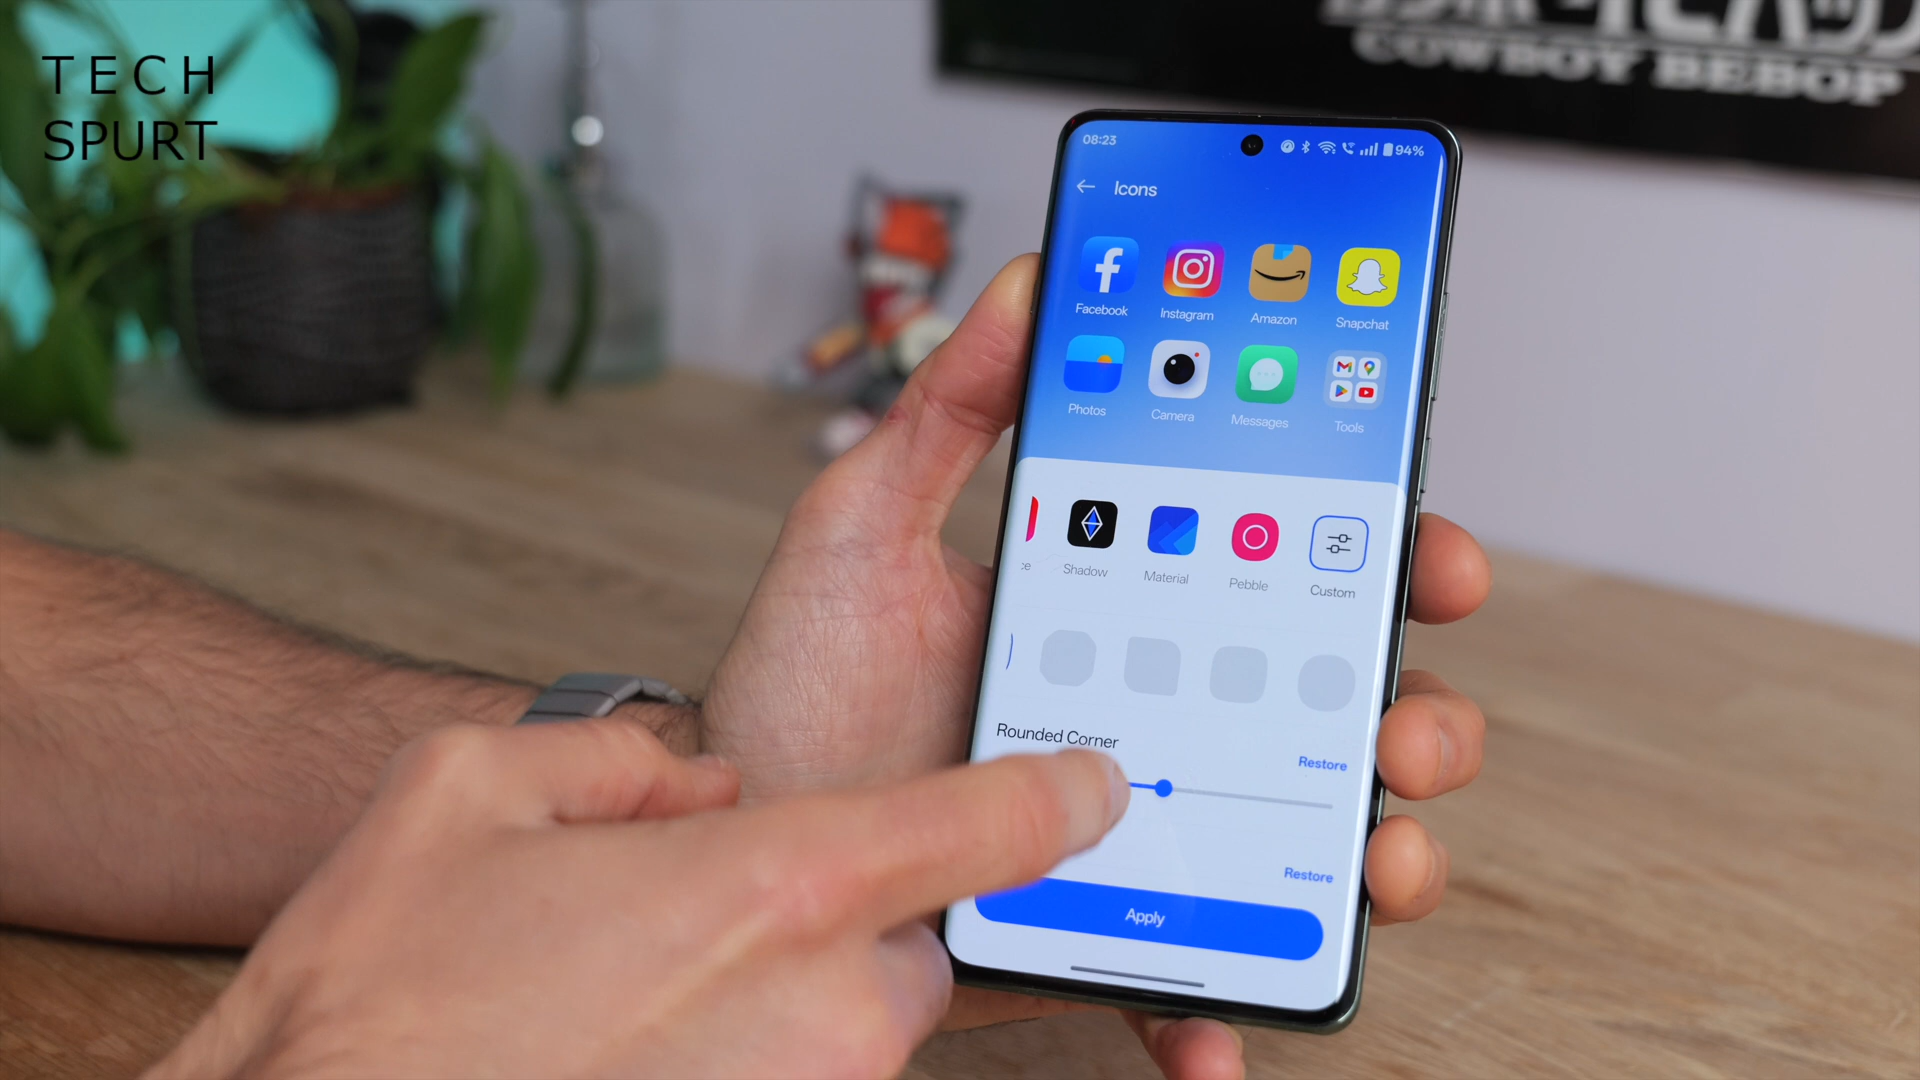 TECH
SPURT
COWBOY BEBOP
08:23
94%
Icons
Facebook
Instagram
Amazon
Snapchat
Photos
Camera
Messages
Tools
ce
Shadow
Material
Pebble
Custom
Rounded Corner
Restore
Restore
Apply